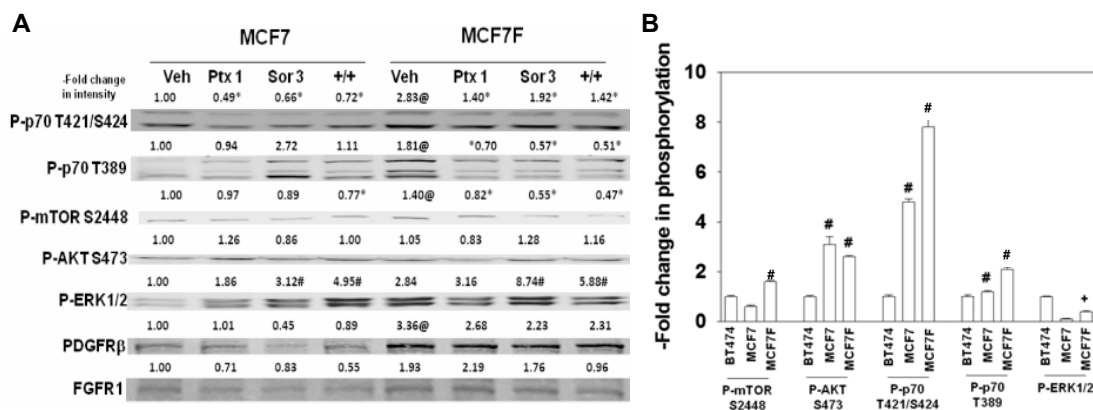 A
MCF7 MCF7F
-Fold change in intensity
Veh Ptx 1 Sor 3 +/+ Veh Ptx 1 Sor 3 +/+
1.00 0.49* 0.66* 0.72* 2.83@ 1.40* 1.92* 1.42*
P-p70 T421/S424
1.00 0.94 2.72 1.11 1.81@ *0.70 0.57* 0.51*
P-p70 T389
1.00 0.97 0.89 0.77* 1.40@ 0.82* 0.55* 0.47*
P-mTOR S2448
1.00 1.26 0.86 1.00 1.05 0.83 1.28 1.16
P-AKT S473
1.00 1.86 3.12# 4.95# 2.84 3.16 8.74# 5.88#
P-ERK1/2
1.00 1.01 0.45 0.89 3.36@ 2.68 2.23 2.31
PDGFRβ
1.00 0.71 0.83 0.55 1.93 2.19 1.76 0.96
FGFR1
B
-Fold change in phosphorylation
10
8
6
4
2
0
# # # # # # # +
BT474 MCF7 MCF7F BT474 MCF7 MCF7F BT474 MCF7 MCF7F BT474 MCF7 MCF7F BT474 MCF7 MCF7F
P-mTOR P-AKT P-p70 P-p70 P-ERK1/2
S2448 S473 T421/S424 T389